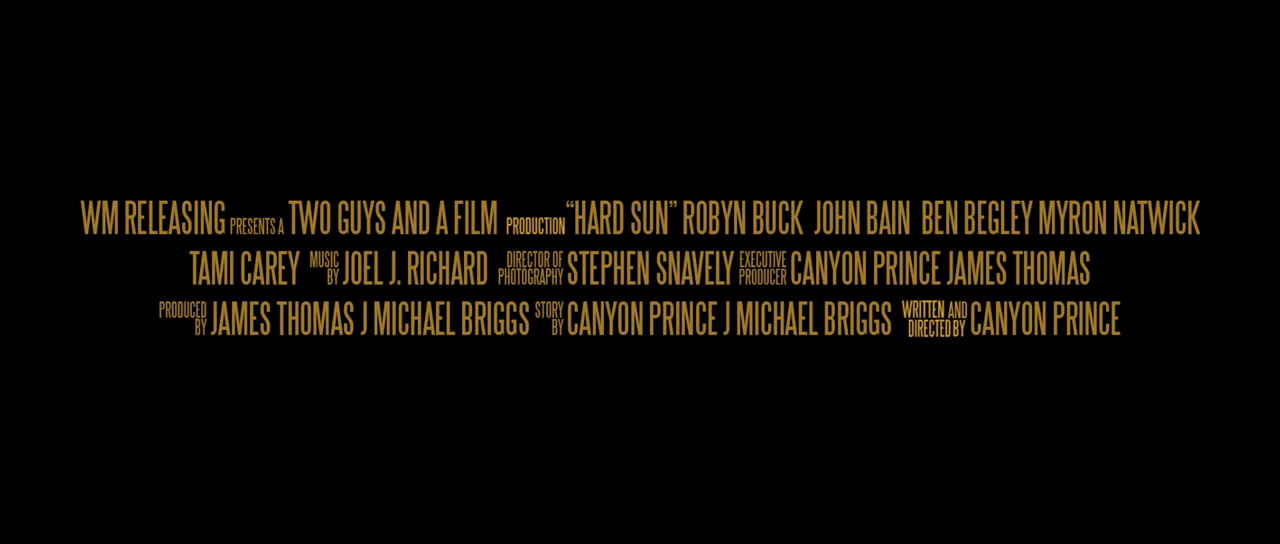 WM RELEASING PRESENTS A TWO GUYS AND A FILM PRODUCTION “HARD SUN” ROBYN BUCK JOHN BAIN BEN BEGLEY MYRON NATWICK
TAMI CAREY MUSIC BY JOEL J. RICHARD DIRECTOR OF PHOTOGRAPHY STEPHEN SNAVELY EXECUTIVE PRODUCER CANYON PRINCE JAMES THOMAS
PRODUCED BY JAMES THOMAS J MICHAEL BRIGGS STORY BY CANYON PRINCE J MICHAEL BRIGGS WRITTEN AND DIRECTED BY CANYON PRINCE